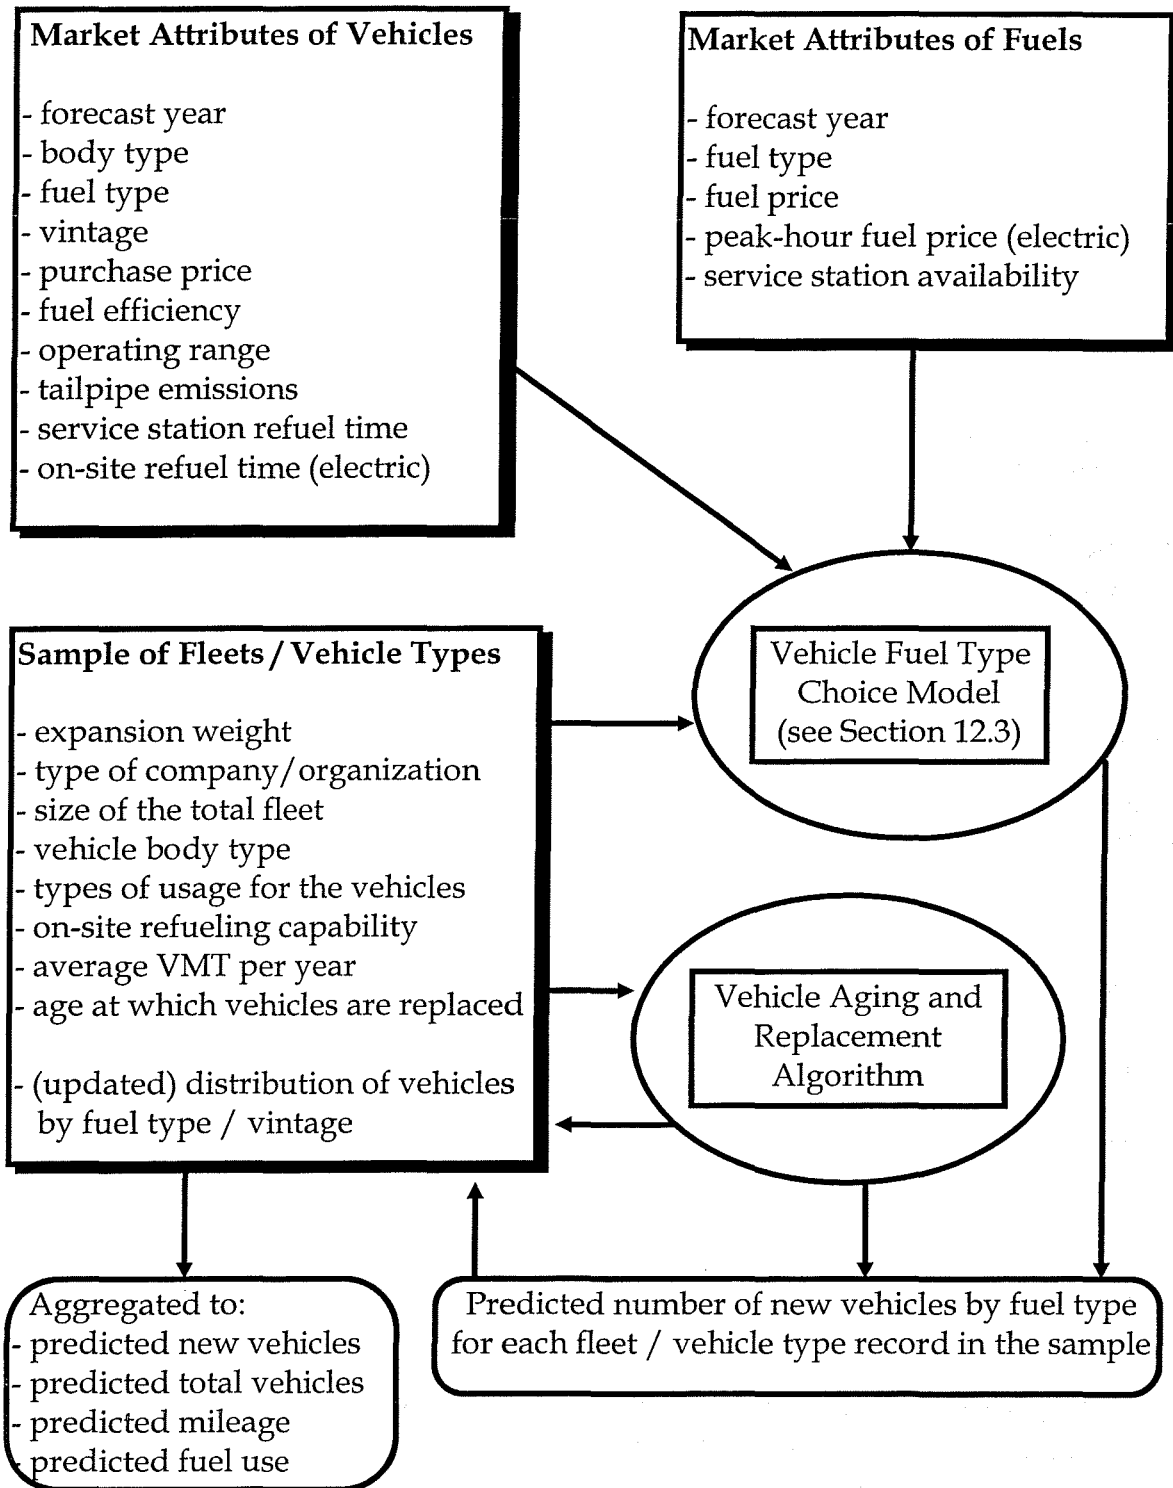 Market Attributes of Vehicles
- forecast year
- body type
- fuel type
- vintage
- purchase price
- fuel efficiency
- operating range
- tailpipe emissions
- service station refuel time
- on-site refuel time (electric)
Market Attributes of Fuels
- forecast year
- fuel type
- fuel price
- peak-hour fuel price (electric)
- service station availability
Vehicle Fuel Type
Choice Model
(see Section 12.3)
Sample of Fleets / Vehicle Types
- expansion weight
- type of company/organization
- size of the total fleet
- vehicle body type
- types of usage for the vehicles
- on-site refueling capability
- average VMT per year
- age at which vehicles are replaced
- (updated) distribution of vehicles
by fuel type / vintage
Vehicle Aging and
Replacement
Algorithm
Aggregated to:
- predicted new vehicles
- predicted total vehicles
- predicted mileage
- predicted fuel use
Predicted number of new vehicles by fuel type
for each fleet / vehicle type record in the sample